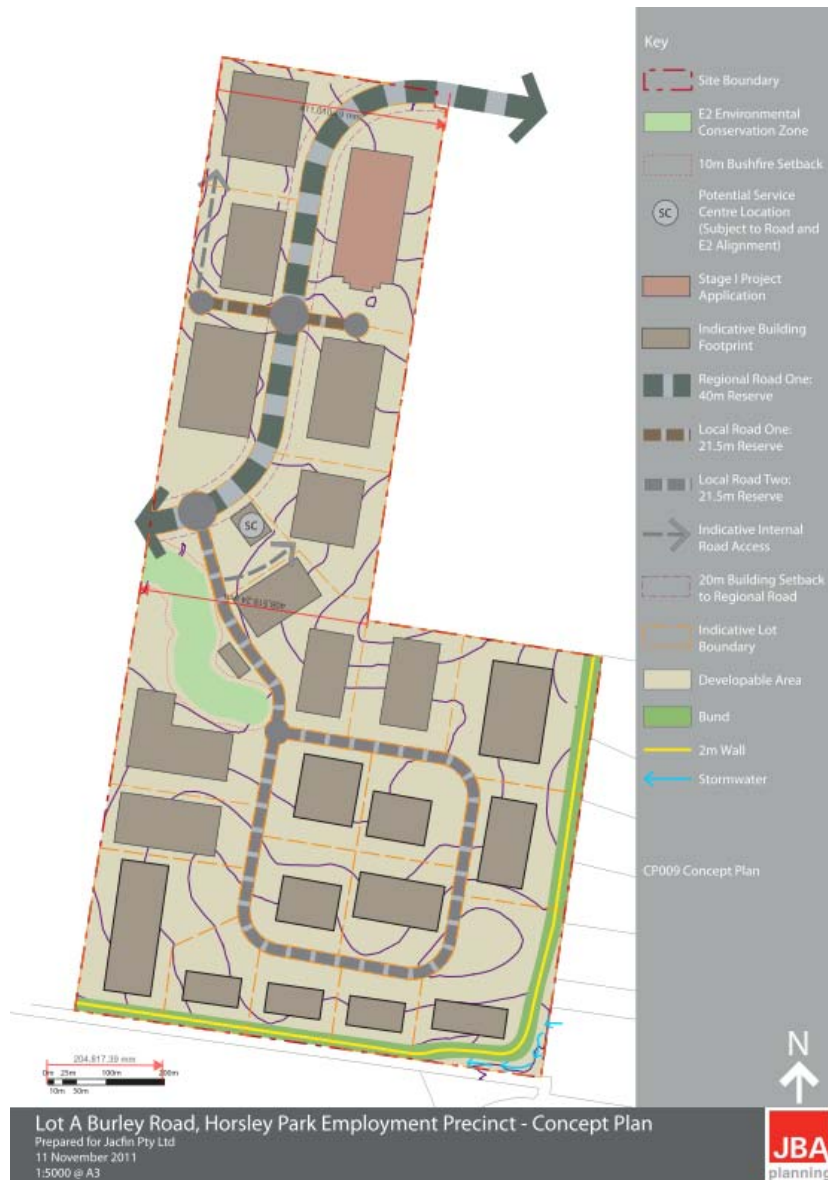 Key
Site Boundary
E2 Environmental
Conservation Zone
10m Bushfire Setback
SC
Potential Service
Centre Location
(Subject to Road and
E2 Alignment)
Stage I Project
Application
Indicative Building
Footprint
Regional Road One:
40m Reserve
Local Road One:
21.5m Reserve
Local Road Two:
21.5m Reserve
Indicative Internal
Road Access
20m Building Setback
to Regional Road
Indicative Lot
Boundary
Developable Area
Bund
2m Wall
Stormwater
CP009 Concept Plan
N
SC
204,817.39 mm
0m 25m 100m 200m
10m 50m
Lot A Burley Road, Horsley Park Employment Precinct - Concept Plan
Prepared for Jacfin Pty Ltd
11 November 2011
1:5000 @ A3
JBA
planning